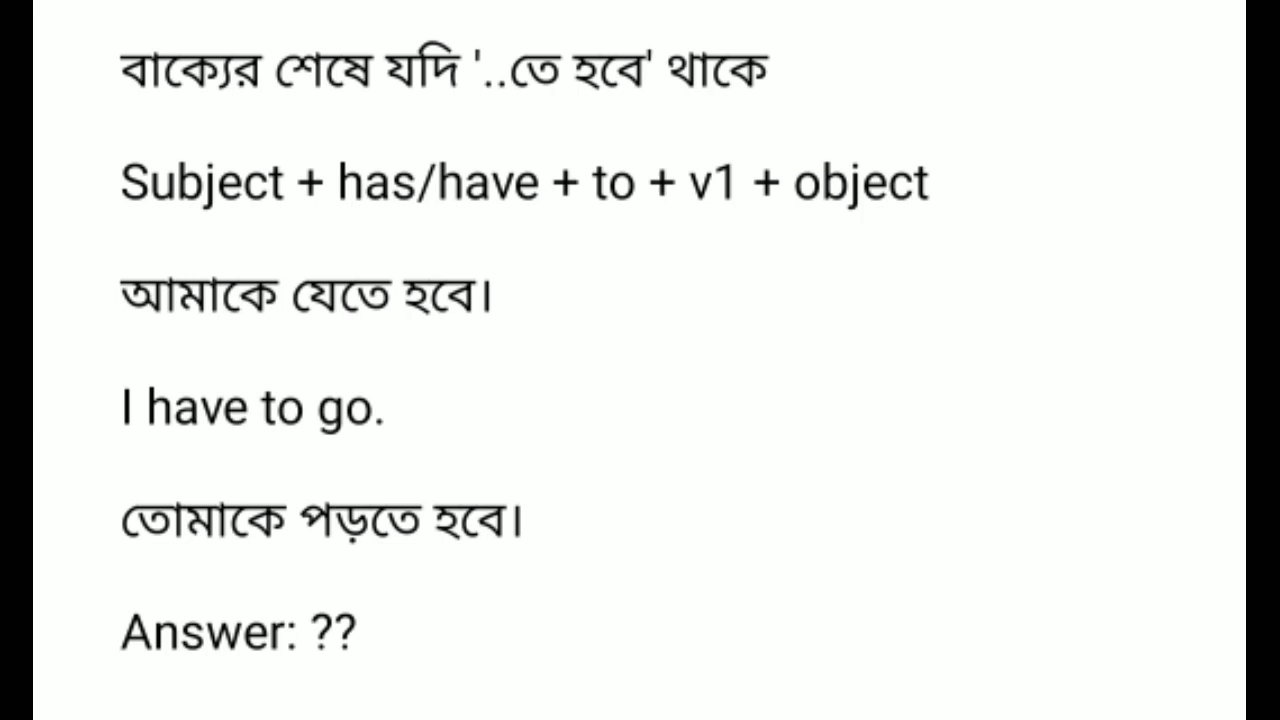 বাক্যের শেষে যদি '..তে হবে' থাকে
Subject + has/have + to + v1 + object
আমাকে যেতে হবে।
I have to go.
তোমাকে পড়তে হবে।
Answer: ??